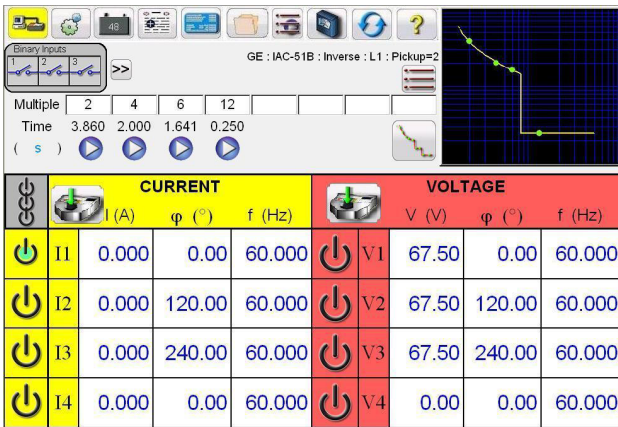 48
?
Binary Inputs
1 2 3
>>
GE : IAC-51B : Inverse : L1 : Pickup=2
Multiple 2 4 6 12
Time 3.860 2.000 1.641 0.250
( s )
CURRENT VOLTAGE
I (A) φ (°) f (Hz) V (V) φ (°) f (Hz)
I1 0.000 0.00 60.000 V1 67.50 0.00 60.000
I2 0.000 120.00 60.000 V2 67.50 120.00 60.000
I3 0.000 240.00 60.000 V3 67.50 240.00 60.000
I4 0.000 0.00 60.000 V4 0.00 0.00 60.000